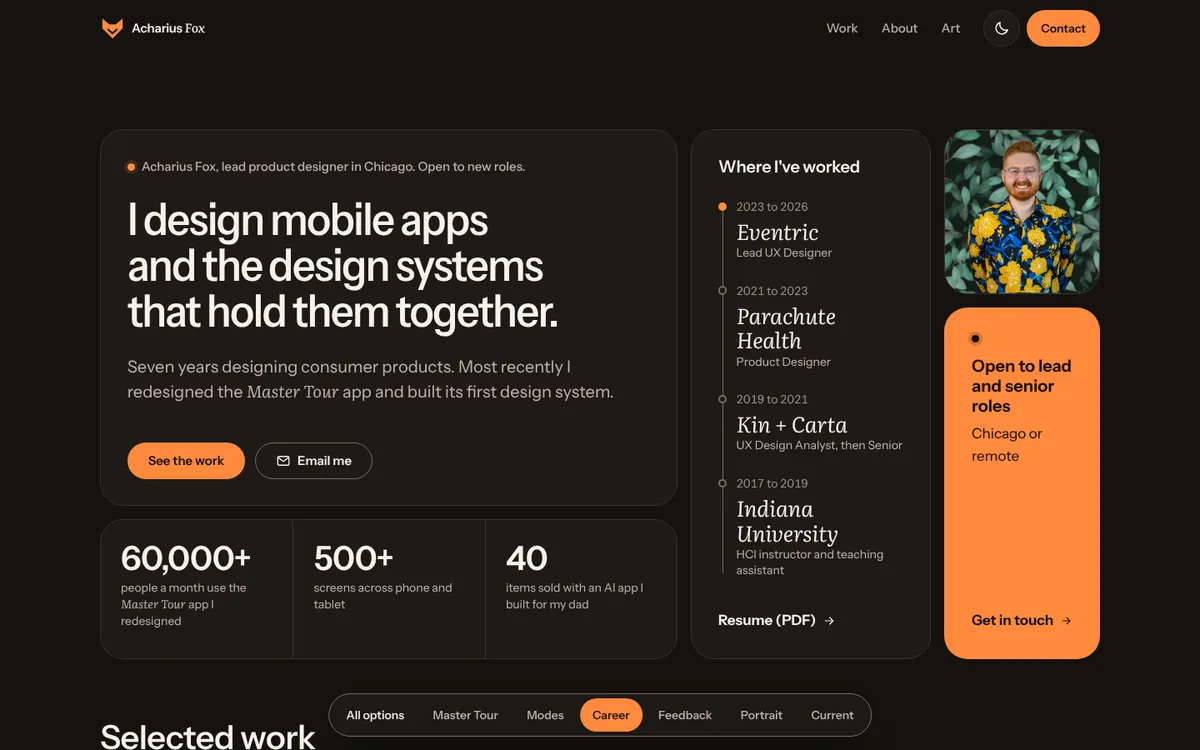 Acharius Fox
Work
About
Art
Contact
Acharius Fox, lead product designer in Chicago. Open to new roles.
I design mobile apps
and the design systems
that hold them together.
Seven years designing consumer products. Most recently I
redesigned the Master Tour app and built its first design system.
See the work
Email me
60,000+
people a month use the
Master Tour app I
redesigned
500+
screens across phone and
tablet
40
items sold with an AI app I
built for my dad
Where I've worked
2023 to 2026
Eventric
Lead UX Designer
2021 to 2023
Parachute
Health
Product Designer
2019 to 2021
Kin + Carta
UX Design Analyst, then Senior
2017 to 2019
Indiana
University
HCI instructor and teaching
assistant
Resume (PDF) →
Open to lead
and senior
roles
Chicago or
remote
Get in touch →
Selected work
All options
Master Tour
Modes
Career
Feedback
Portrait
Current